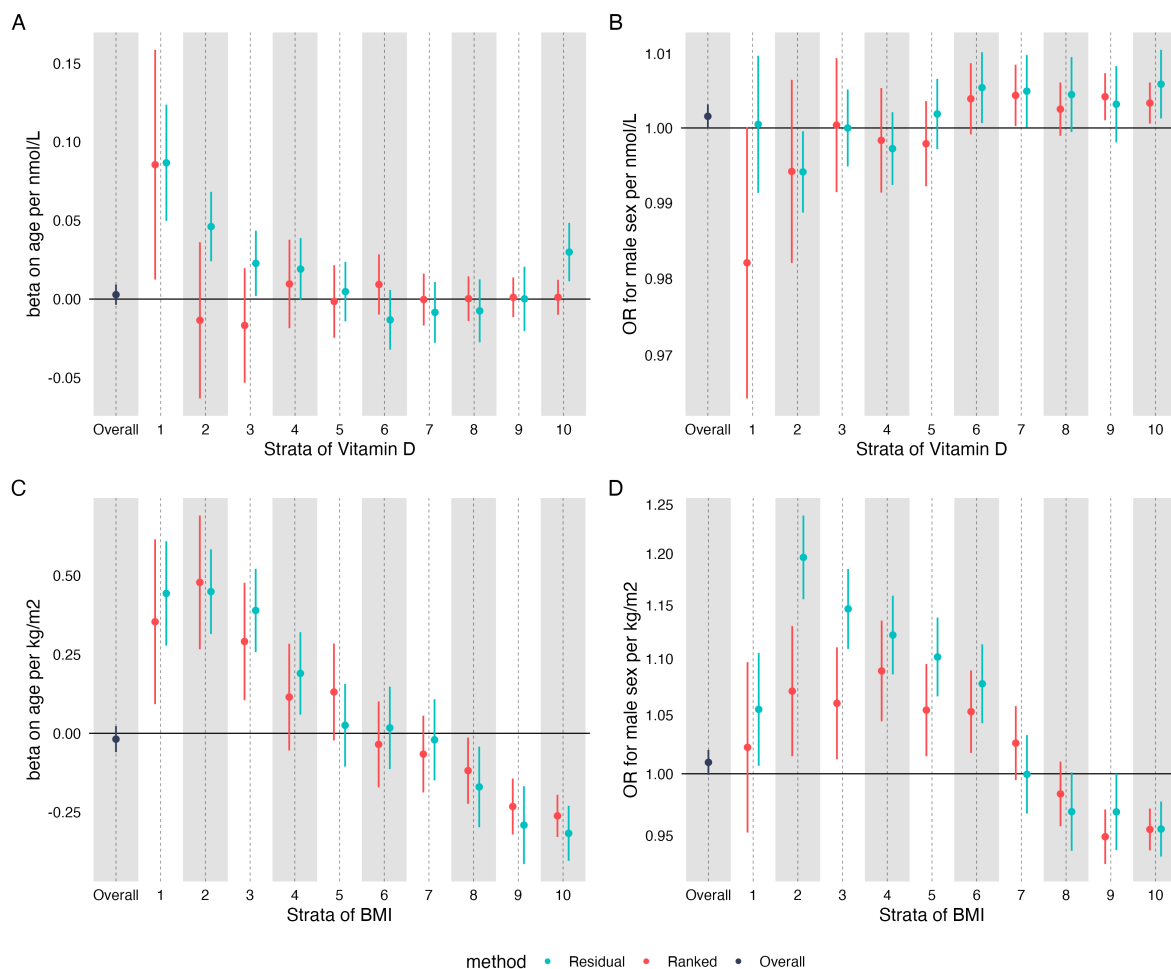 A
beta on age per nmol/L
0.15
0.10
0.05
0.00
-0.05
Overall 1 2 3 4 5 6 7 8 9 10
Strata of Vitamin D
B
OR for male sex per nmol/L
1.01
1.00
0.99
0.98
0.97
Overall 1 2 3 4 5 6 7 8 9 10
Strata of Vitamin D
C
beta on age per kg/m2
0.50
0.25
0.00
-0.25
Overall 1 2 3 4 5 6 7 8 9 10
Strata of BMI
D
OR for male sex per kg/m2
1.25
1.20
1.15
1.10
1.05
1.00
0.95
Overall 1 2 3 4 5 6 7 8 9 10
Strata of BMI
method Residual Ranked Overall